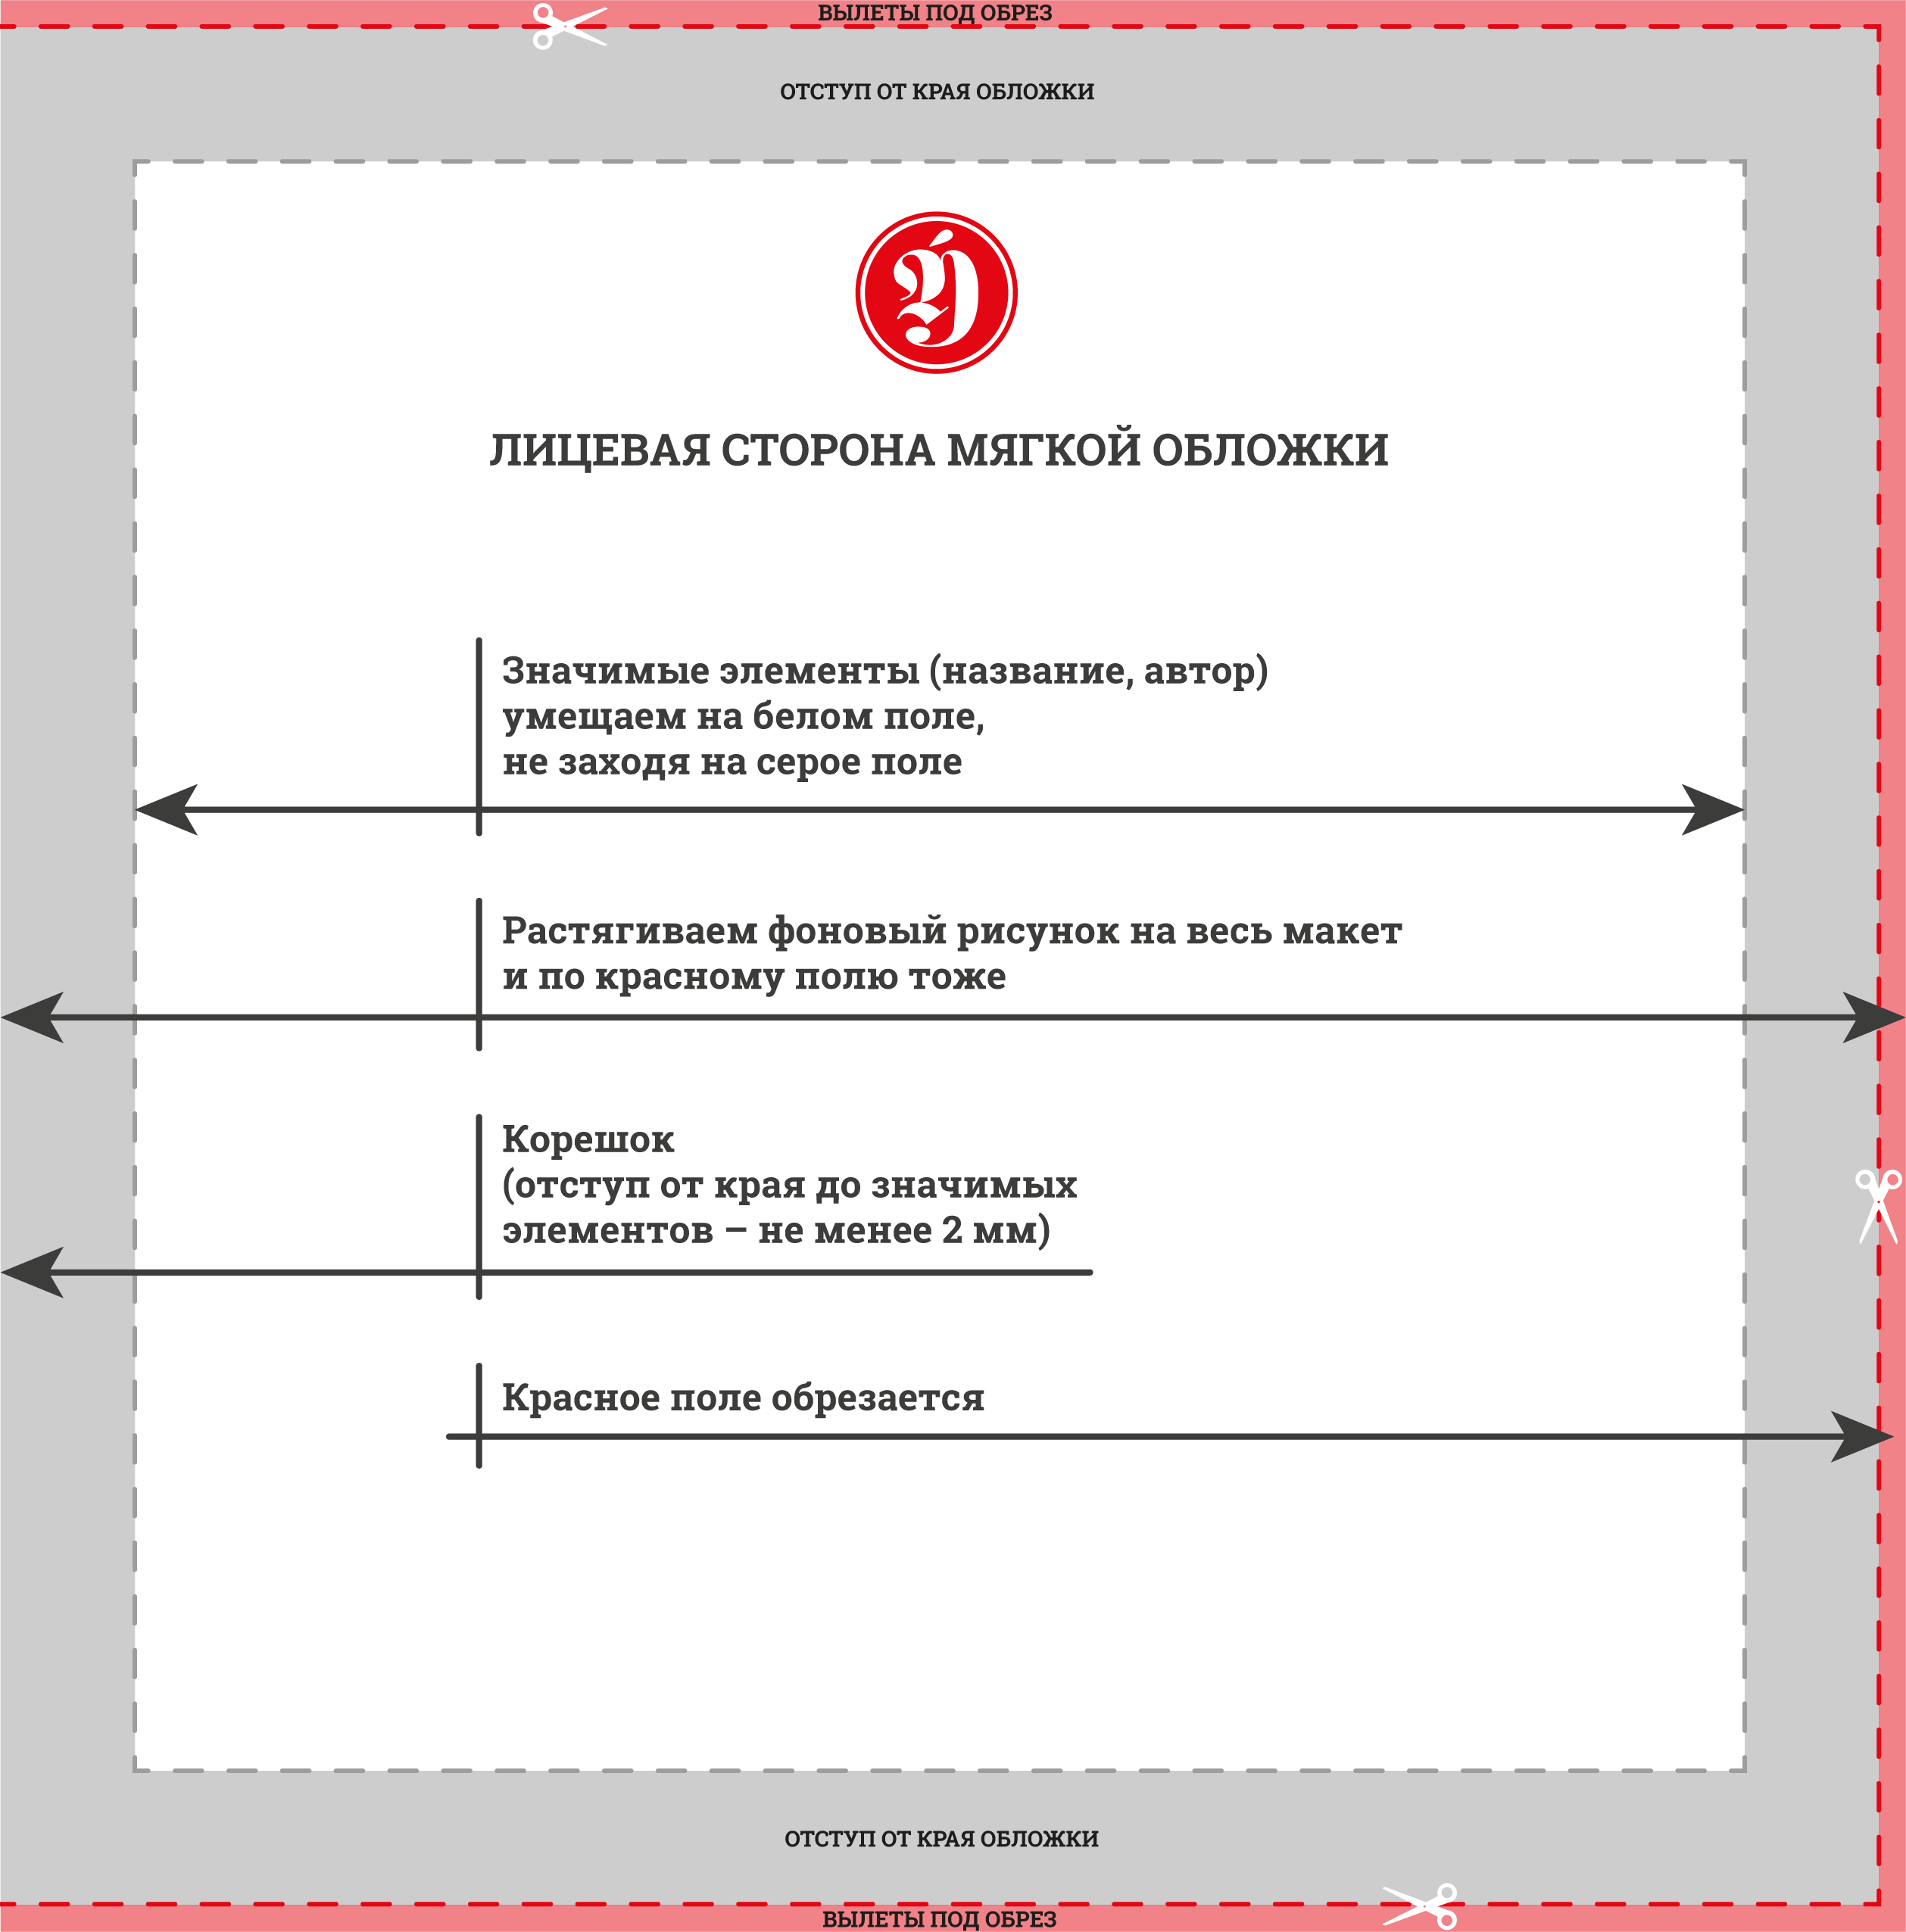 ВЫЛЕТЫ ПОД ОБРЕЗ
ОТСТУП ОТ КРАЯ ОБЛОЖКИ
ЛИЦЕВАЯ СТОРОНА МЯГКОЙ ОБЛОЖКИ
Значимые элементы (название, автор)
умещаем на белом поле,
не заходя на серое поле
Растягиваем фоновый рисунок на весь макет
и по красному полю тоже
Корешок
(отступ от края до значимых
элементов – не менее 2 мм)
Красное поле обрезается
ОТСТУП ОТ КРАЯ ОБЛОЖКИ
ВЫЛЕТЫ ПОД ОБРЕЗ